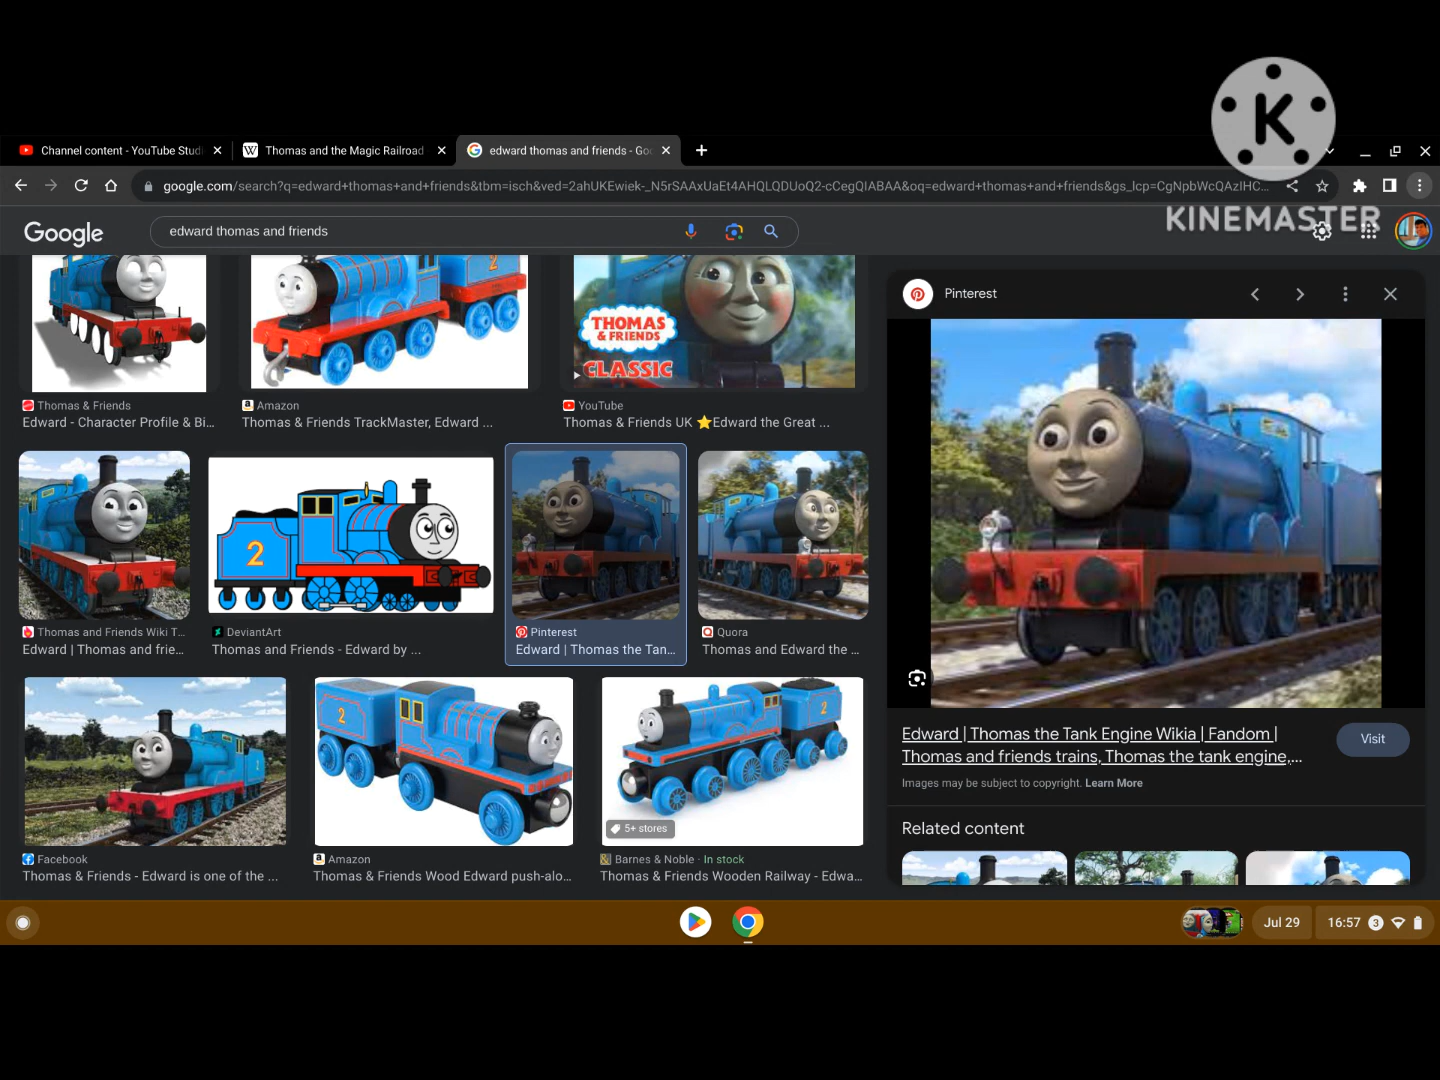 K
KINEMASTER
Channel content - YouTube Stud
Thomas and the Magic Railroad
edward thomas and friends - Goo
google.com/search?q=edward+thomas+and+friends&tbm=isch&ved=2ahUKEwiek-_N5rSAAxUaEt4AHQLQDUoQ2-cCegQIABAA&oq=edward+thomas+and+friends&gs_lcp=CgNpbWcQAzIHC...
Google
edward thomas and friends
Pinterest
2
THOMAS
& FRIENDS
CLASSIC
Thomas & Friends
Edward - Character Profile & Bi...
Amazon
Thomas & Friends TrackMaster, Edward ...
YouTube
Thomas & Friends UK ⭐Edward the Great ...
2
Thomas and Friends Wiki T...
Edward | Thomas and frie...
DeviantArt
Thomas and Friends - Edward by ...
Pinterest
Edward | Thomas the Tan...
Quora
Thomas and Edward the ...
2
2
2
5+ stores
Facebook
Thomas & Friends - Edward is one of the ...
Amazon
Thomas & Friends Wood Edward push-alo...
Barnes & Noble · In stock
Thomas & Friends Wooden Railway - Edwa...
Edward | Thomas the Tank Engine Wikia | Fandom |
Thomas and friends trains, Thomas the tank engine,...
Visit
Images may be subject to copyright. Learn More
Related content
Jul 29
16:57
3